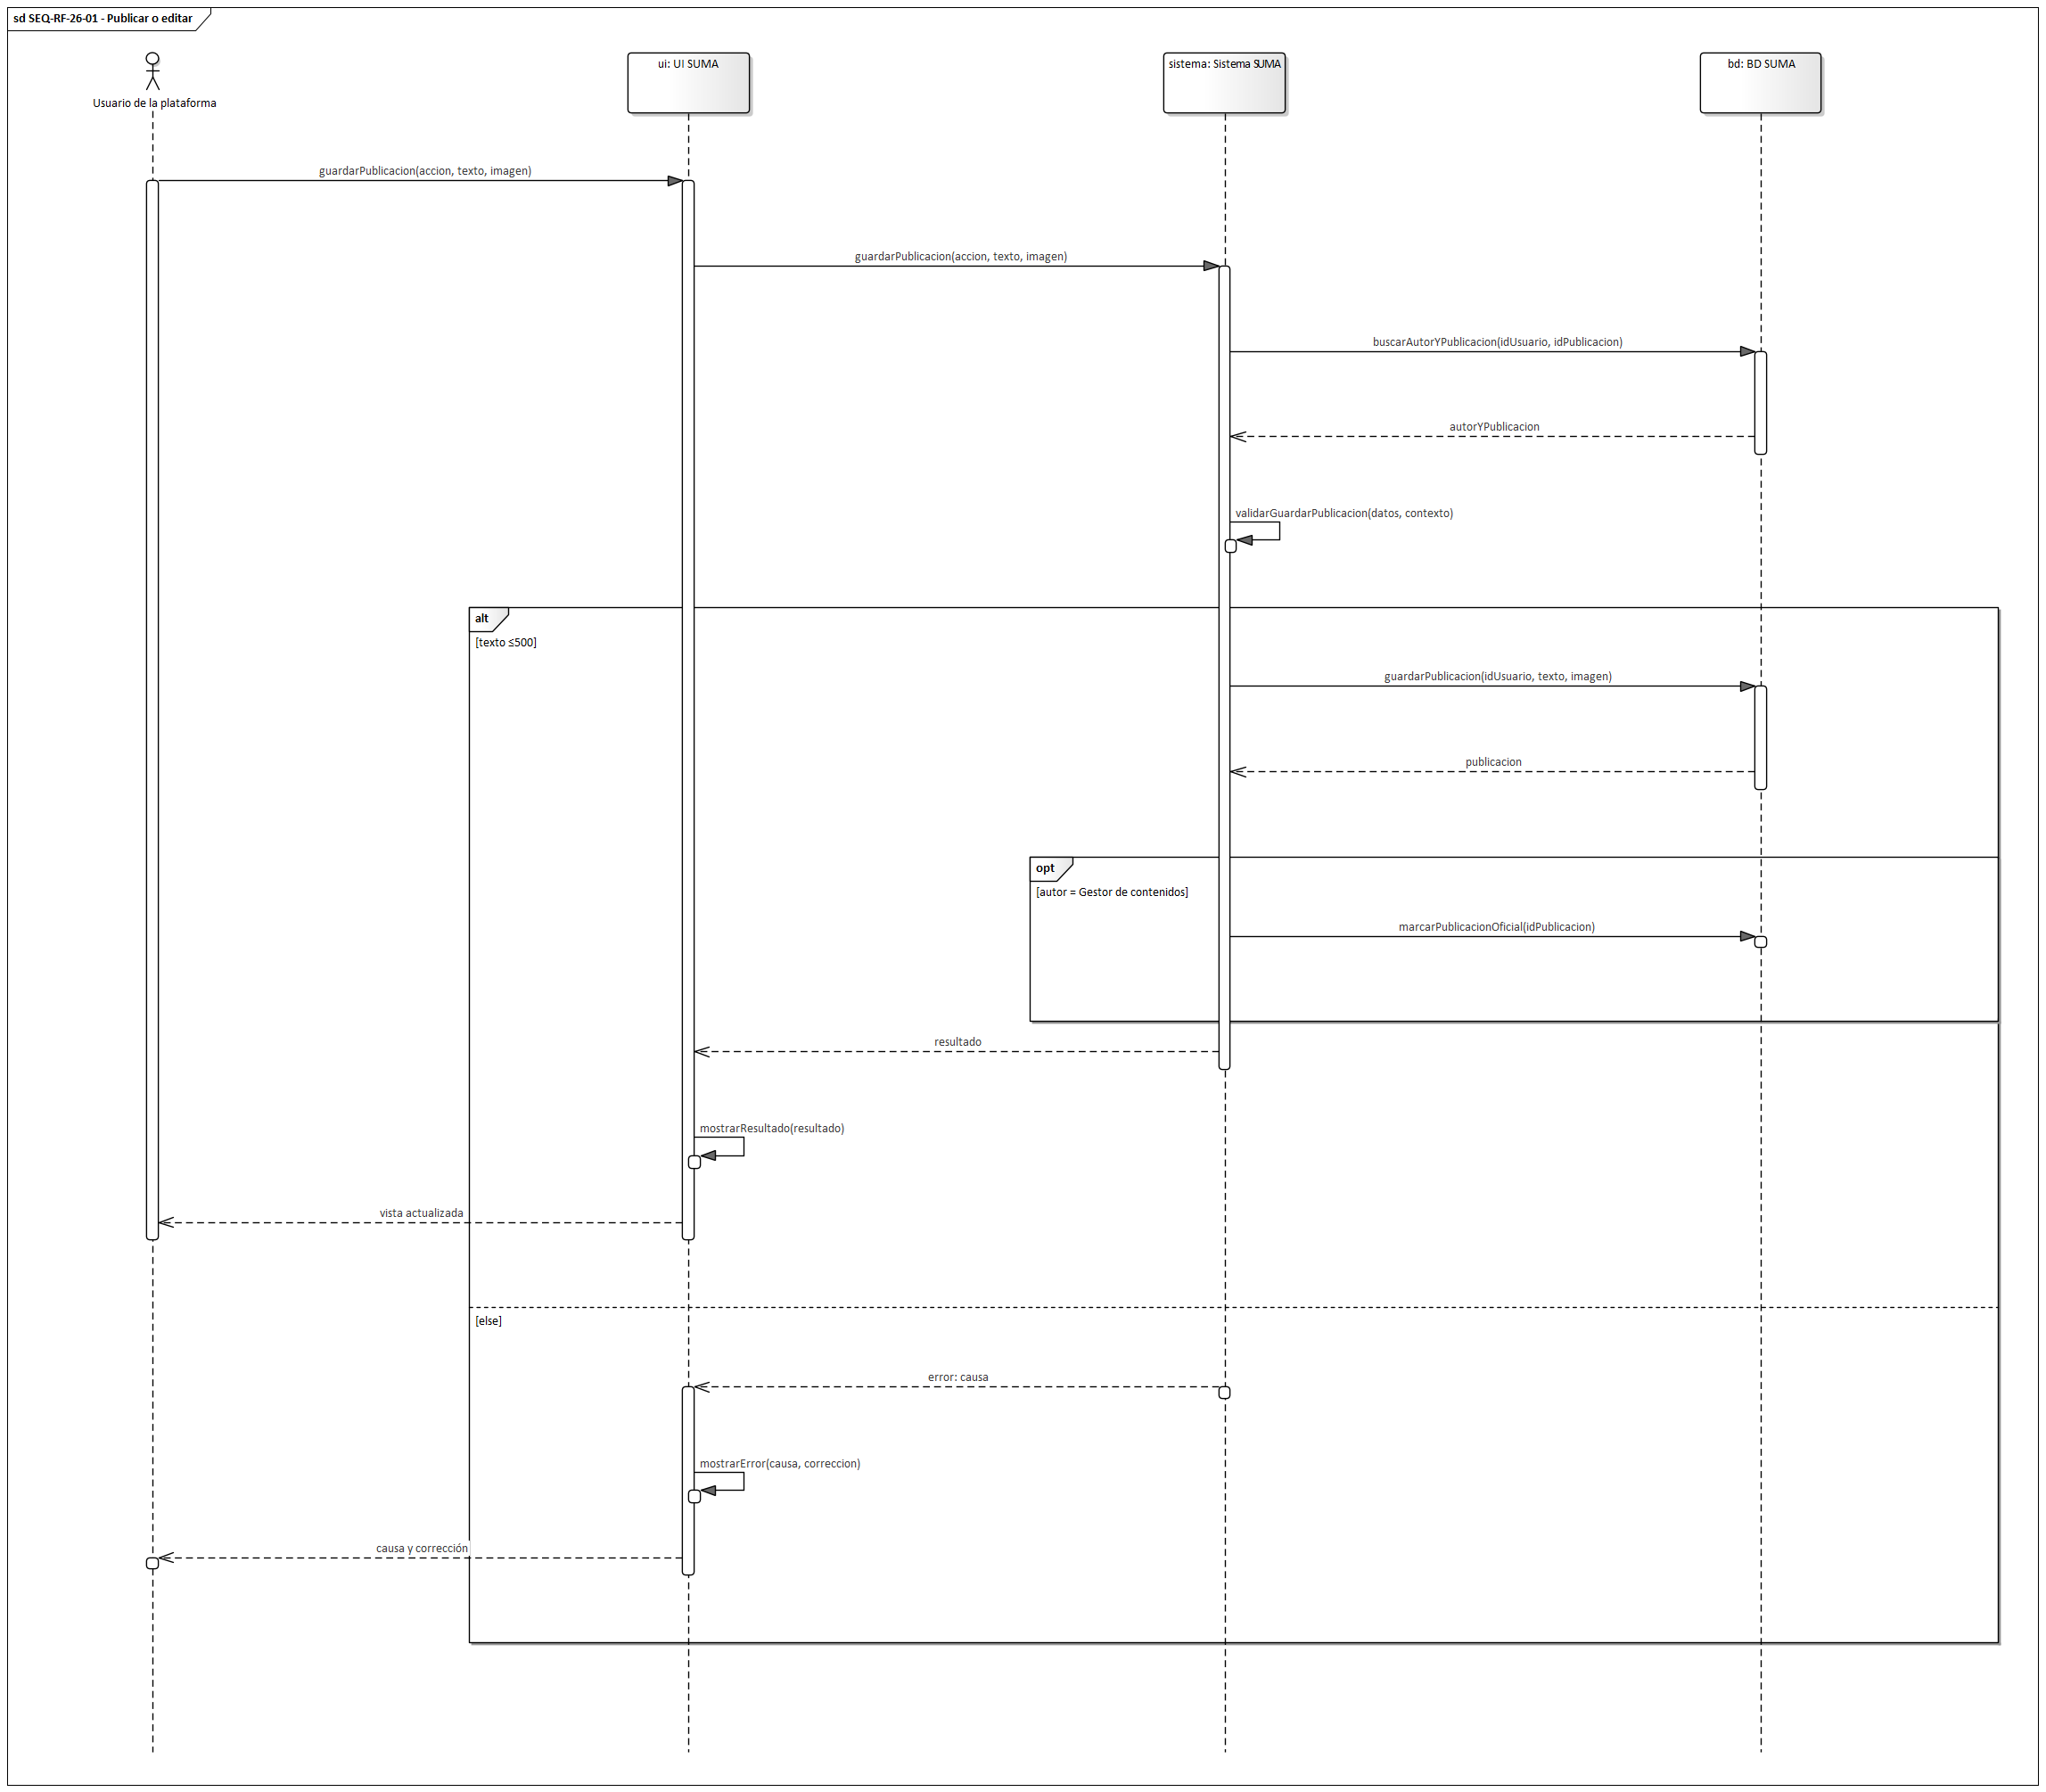 sd SEQ-RF-26-01 - Publicar o editar
Usuario de la plataforma
ui: UI SUMA
sistema: Sistema SUMA
bd: BD SUMA
guardarPublicacion(accion, texto, imagen)
guardarPublicacion(accion, texto, imagen)
buscarAutorYPublicacion(idUsuario, idPublicacion)
autorYPublicacion
validarGuardarPublicacion(datos, contexto)
alt
[texto ≤500]
guardarPublicacion(idUsuario, texto, imagen)
publicacion
opt
[autor = Gestor de contenidos]
marcarPublicacionOficial(idPublicacion)
resultado
mostrarResultado(resultado)
vista actualizada
[else]
error: causa
mostrarError(causa, correccion)
causa y corrección